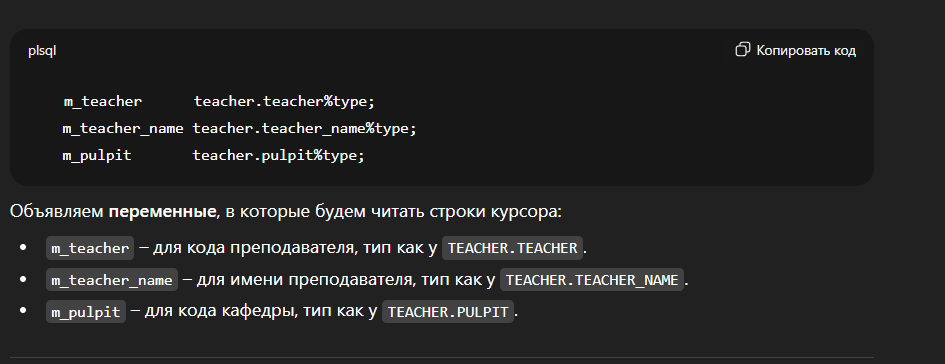 plsql
Копировать код
m_teacher      teacher.teacher%type;
m_teacher_name teacher.teacher_name%type;
m_pulpit       teacher.pulpit%type;
Объявляем переменные, в которые будем читать строки курсора:
• m_teacher – для кода преподавателя, тип как у TEACHER.TEACHER.
• m_teacher_name – для имени преподавателя, тип как у TEACHER.TEACHER_NAME.
• m_pulpit – для кода кафедры, тип как у TEACHER.PULPIT.